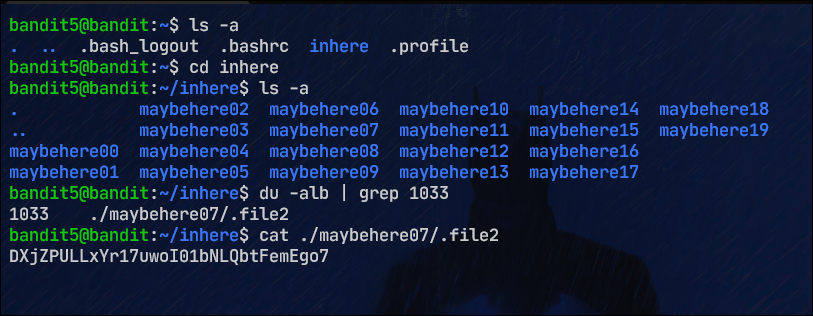 bandit5@bandit:~$ ls -a
.  ..  .bash_logout  .bashrc  inhere  .profile
bandit5@bandit:~$ cd inhere
bandit5@bandit:~/inhere$ ls -a
.            maybehere02  maybehere06  maybehere10  maybehere14  maybehere18
..           maybehere03  maybehere07  maybehere11  maybehere15  maybehere19
maybehere00  maybehere04  maybehere08  maybehere12  maybehere16
maybehere01  maybehere05  maybehere09  maybehere13  maybehere17
bandit5@bandit:~/inhere$ du -alb | grep 1033
1033    ./maybehere07/.file2
bandit5@bandit:~/inhere$ cat ./maybehere07/.file2
DXjZPULLxYr17uwoI01bNLQbtFemEgo7